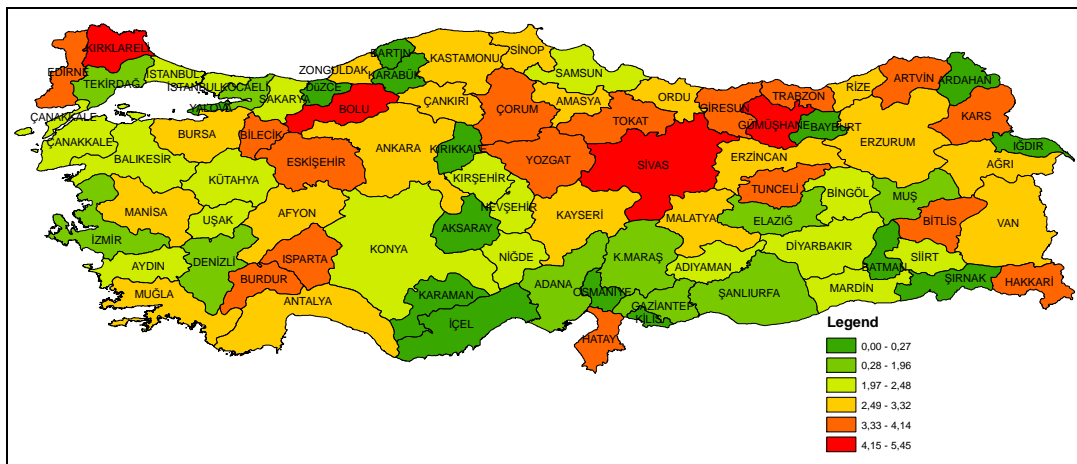 KIRKLARELİ
EDİRNE
TEKİRDAĞ
İSTANBUL
İSTANBUL
KOCAELİ
YALOVA
SAKARYA
DÜZCE
ZONGULDAK
BARTIN
KARABÜK
KASTAMONU
SİNOP
SAMSUN
BOLU
ÇANKIRI
ÇORUM
AMASYA
ORDU
TOKAT
GİRESUN
TRABZON
GÜMÜŞHANE
BAYBURT
RİZE
ARTVİN
ARDAHAN
KARS
IĞDIR
ÇANAKKALE
ÇANAKKALE
BURSA
BİLECİK
BALIKESİR
ESKİŞEHİR
ANKARA
KIRIKKALE
YOZGAT
SİVAS
ERZİNCAN
ERZURUM
AĞRI
KÜTAHYA
KIRŞEHİR
TUNCELİ
BİNGÖL
MUŞ
MANİSA
UŞAK
AFYON
NEVŞEHİR
KAYSERİ
MALATYA
ELAZIĞ
BİTLİS
VAN
İZMİR
KONYA
AKSARAY
DİYARBAKIR
AYDIN
DENİZLİ
ISPARTA
NİĞDE
K.MARAŞ
ADIYAMAN
BATMAN
SİİRT
BURDUR
ŞIRNAK
HAKKARİ
MUĞLA
ANTALYA
KARAMAN
ADANA
OSMANİYE
GAZİANTEP
ŞANLIURFA
MARDİN
İÇEL
KİLİS
HATAY
Legend
0,00 - 0,27
0,28 - 1,96
1,97 - 2,48
2,49 - 3,32
3,33 - 4,14
4,15 - 5,45